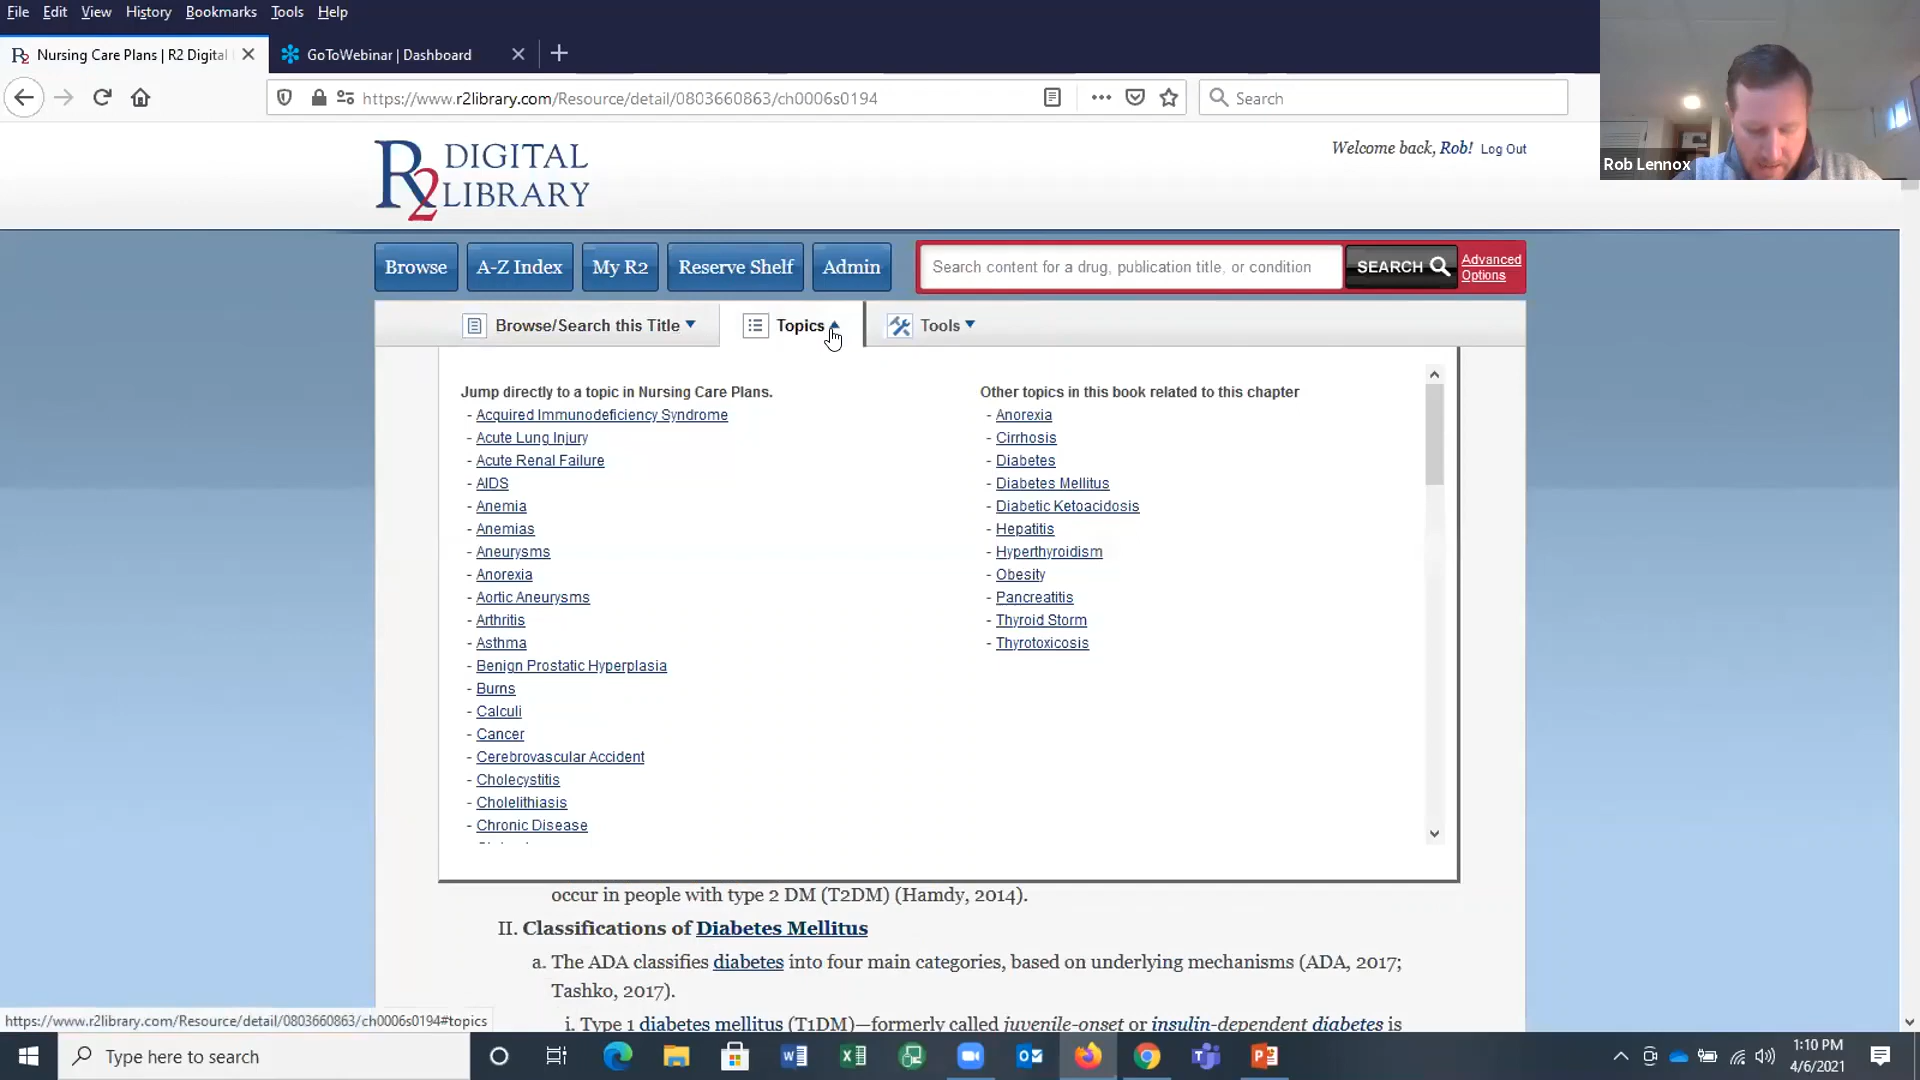 File Edit View History Bookmarks Tools Help
Nursing Care Plans | R2 Digital
GoToWebinar | Dashboard
https://www.r2library.com/Resource/detail/0803660863/ch0006s0194
Search
Rob Lennox
R2 DIGITAL LIBRARY
Welcome back, Rob! Log Out
Browse
A-Z Index
My R2
Reserve Shelf
Admin
Search content for a drug, publication title, or condition
SEARCH
Advanced
Options
Browse/Search this Title
Topics
Tools
Jump directly to a topic in Nursing Care Plans.
- Acquired Immunodeficiency Syndrome
- Acute Lung Injury
- Acute Renal Failure
- AIDS
- Anemia
- Anemias
- Aneurysms
- Anorexia
- Aortic Aneurysms
- Arthritis
- Asthma
- Benign Prostatic Hyperplasia
- Burns
- Calculi
- Cancer
- Cerebrovascular Accident
- Cholecystitis
- Cholelithiasis
- Chronic Disease
Other topics in this book related to this chapter
- Anorexia
- Cirrhosis
- Diabetes
- Diabetes Mellitus
- Diabetic Ketoacidosis
- Hepatitis
- Hyperthyroidism
- Obesity
- Pancreatitis
- Thyroid Storm
- Thyrotoxicosis
occur in people with type 2 DM (T2DM) (Hamdy, 2014).
II. Classifications of Diabetes Mellitus
a. The ADA classifies diabetes into four main categories, based on underlying mechanisms (ADA, 2017;
Tashko, 2017).
i. Type 1 diabetes mellitus (T1DM)—formerly called juvenile-onset or insulin-dependent diabetes is
https://www.r2library.com/Resource/detail/0803660863/ch0006s0194#topics
Type here to search
1:10 PM
4/6/2021